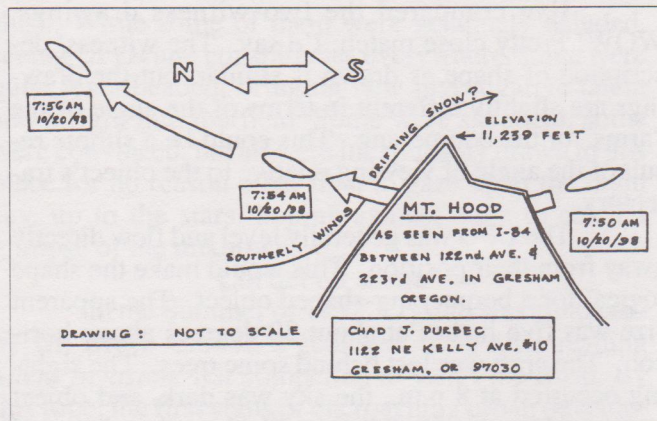 N S
7:56 AM
10/20/98
7:54 AM
10/20/98
DRIFTING SNOW?
SOUTHERLY WINDS
ELEVATION
11,239 FEET
7:50 AM
10/20/98
MT. HOOD
AS SEEN FROM I-84
BETWEEN 122nd. AVE. &
223rd AVE. IN GRESHAM
OREGON.
DRAWING: NOT TO SCALE
CHAD J. DURBEC
1122 NE KELLY AVE. #10
GRESHAM, OR 97030